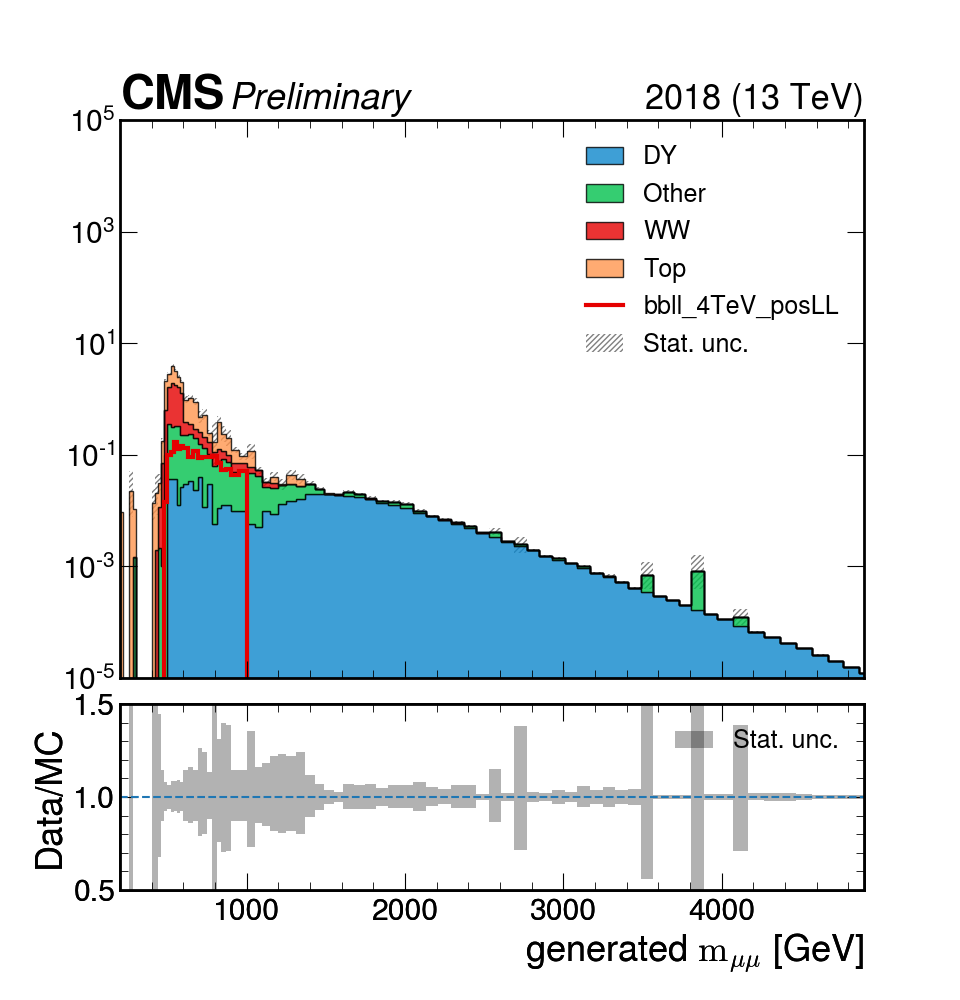 CMS Preliminary 2018 (13 TeV)
10^5
DY
Other
10^3
WW
Top
bbll_4TeV_posLL
10^1
Stat. unc.
10^-1
10^-3
10^-5
1.5
Stat. unc.
Data/MC
1.0
0.5
1000 2000 3000 4000
generated m_μμ [GeV]